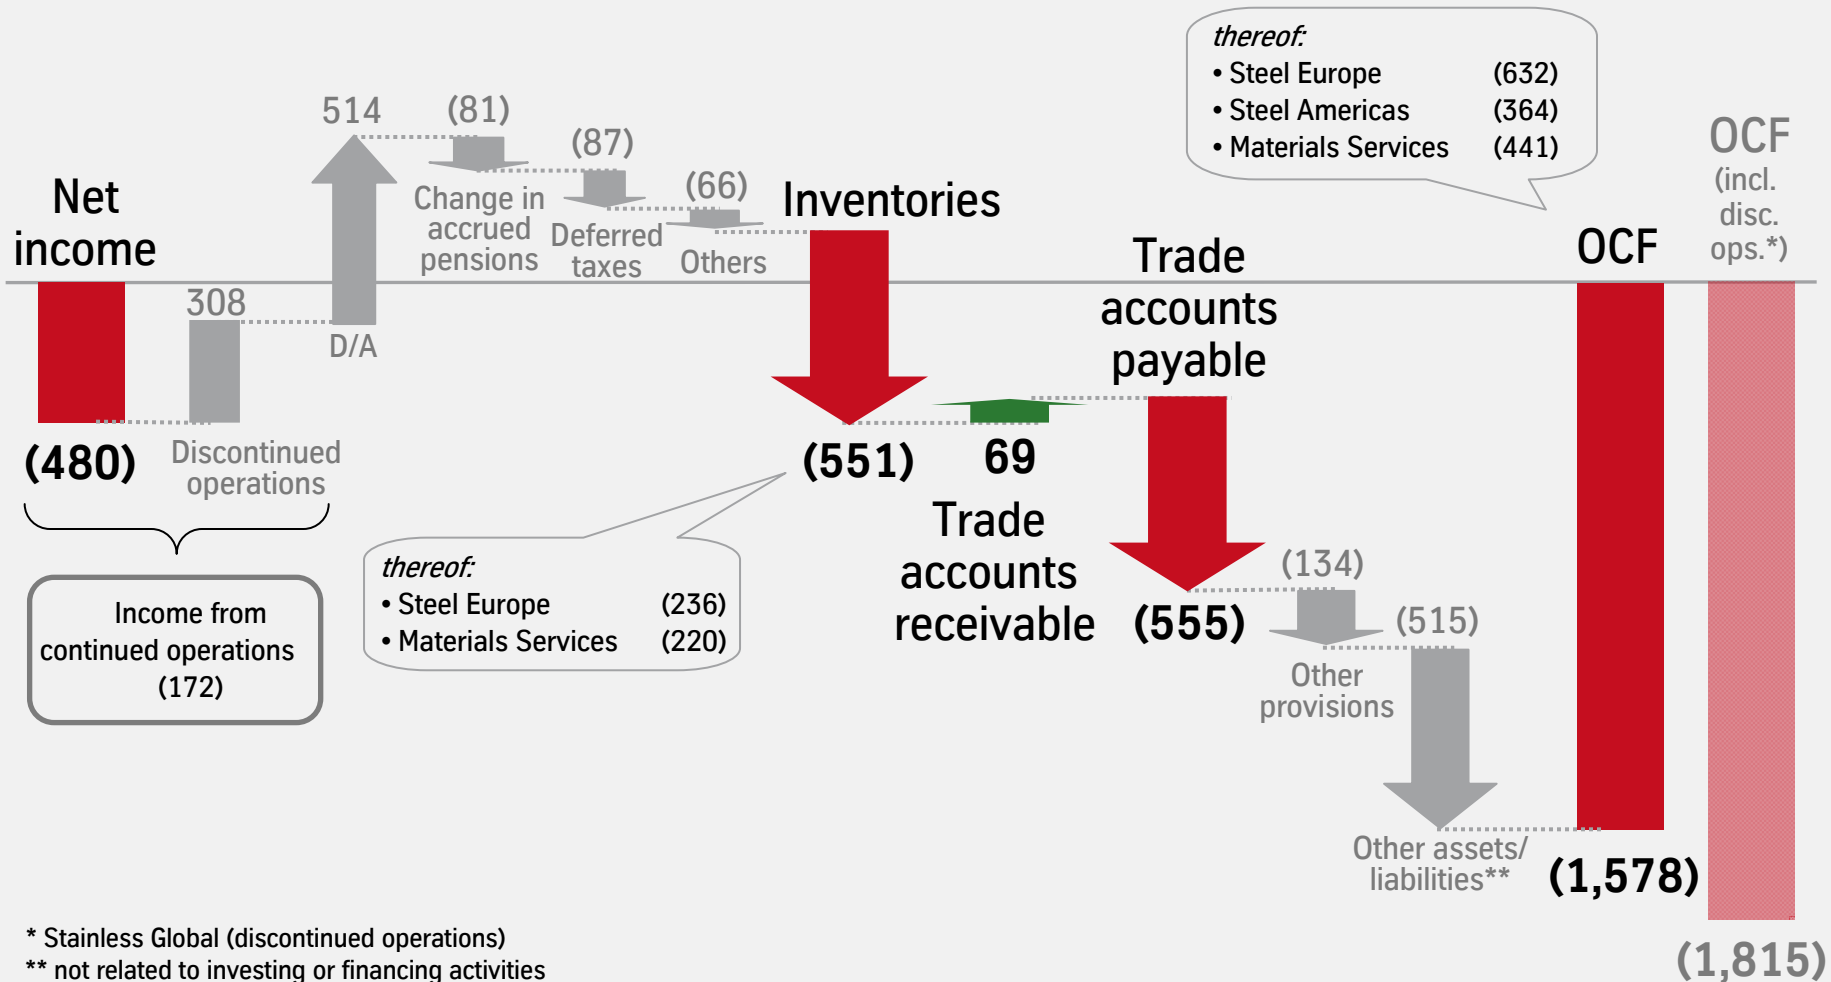 Net
income
(480)
308
Discontinued
operations
Income from
continued operations
(172)
514
D/A
(81)
Change in
accrued
pensions
(87)
Deferred
taxes
(66)
Others
Inventories
(551)
thereof:
• Steel Europe (236)
• Materials Services (220)
69
Trade
accounts
receivable
Trade
accounts
payable
(555)
(134)
Other
provisions
(515)
Other assets/
liabilities**
thereof:
• Steel Europe (632)
• Steel Americas (364)
• Materials Services (441)
OCF
(1,578)
OCF
(incl.
disc.
ops.*)
(1,815)
* Stainless Global (discontinued operations)
** not related to investing or financing activities